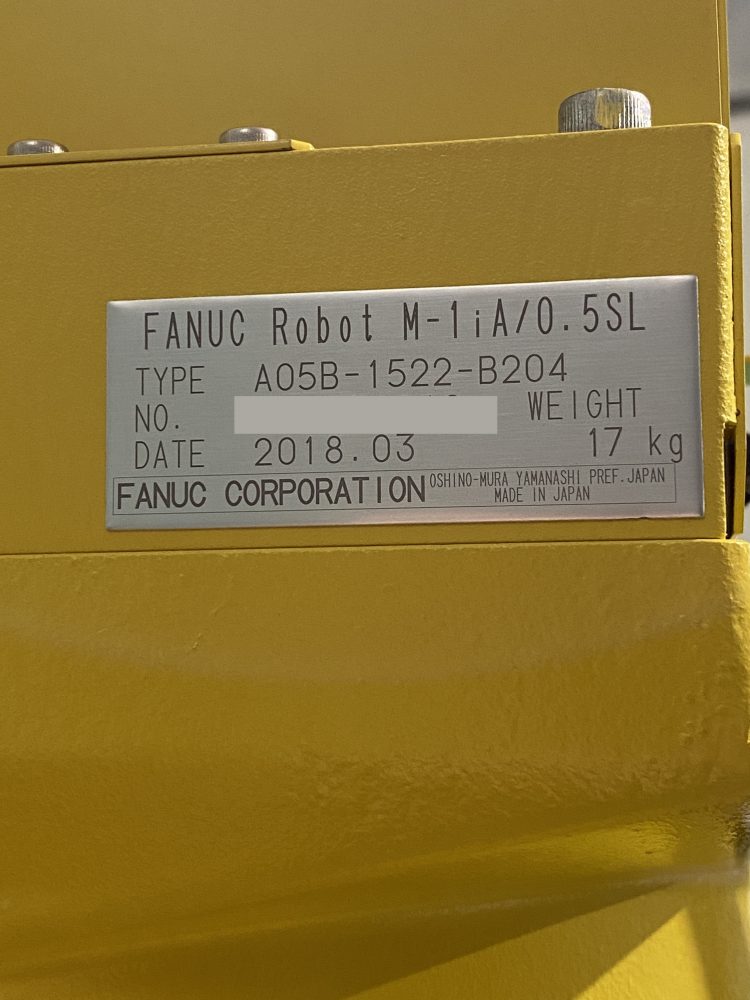 FANUC Robot M-1iA/0.5SL
TYPE A05B-1522-B204
NO. WEIGHT
DATE 2018.03 17 kg
FANUC CORPORATION OSHINO-MURA YAMANASHI PREF.JAPAN
MADE IN JAPAN